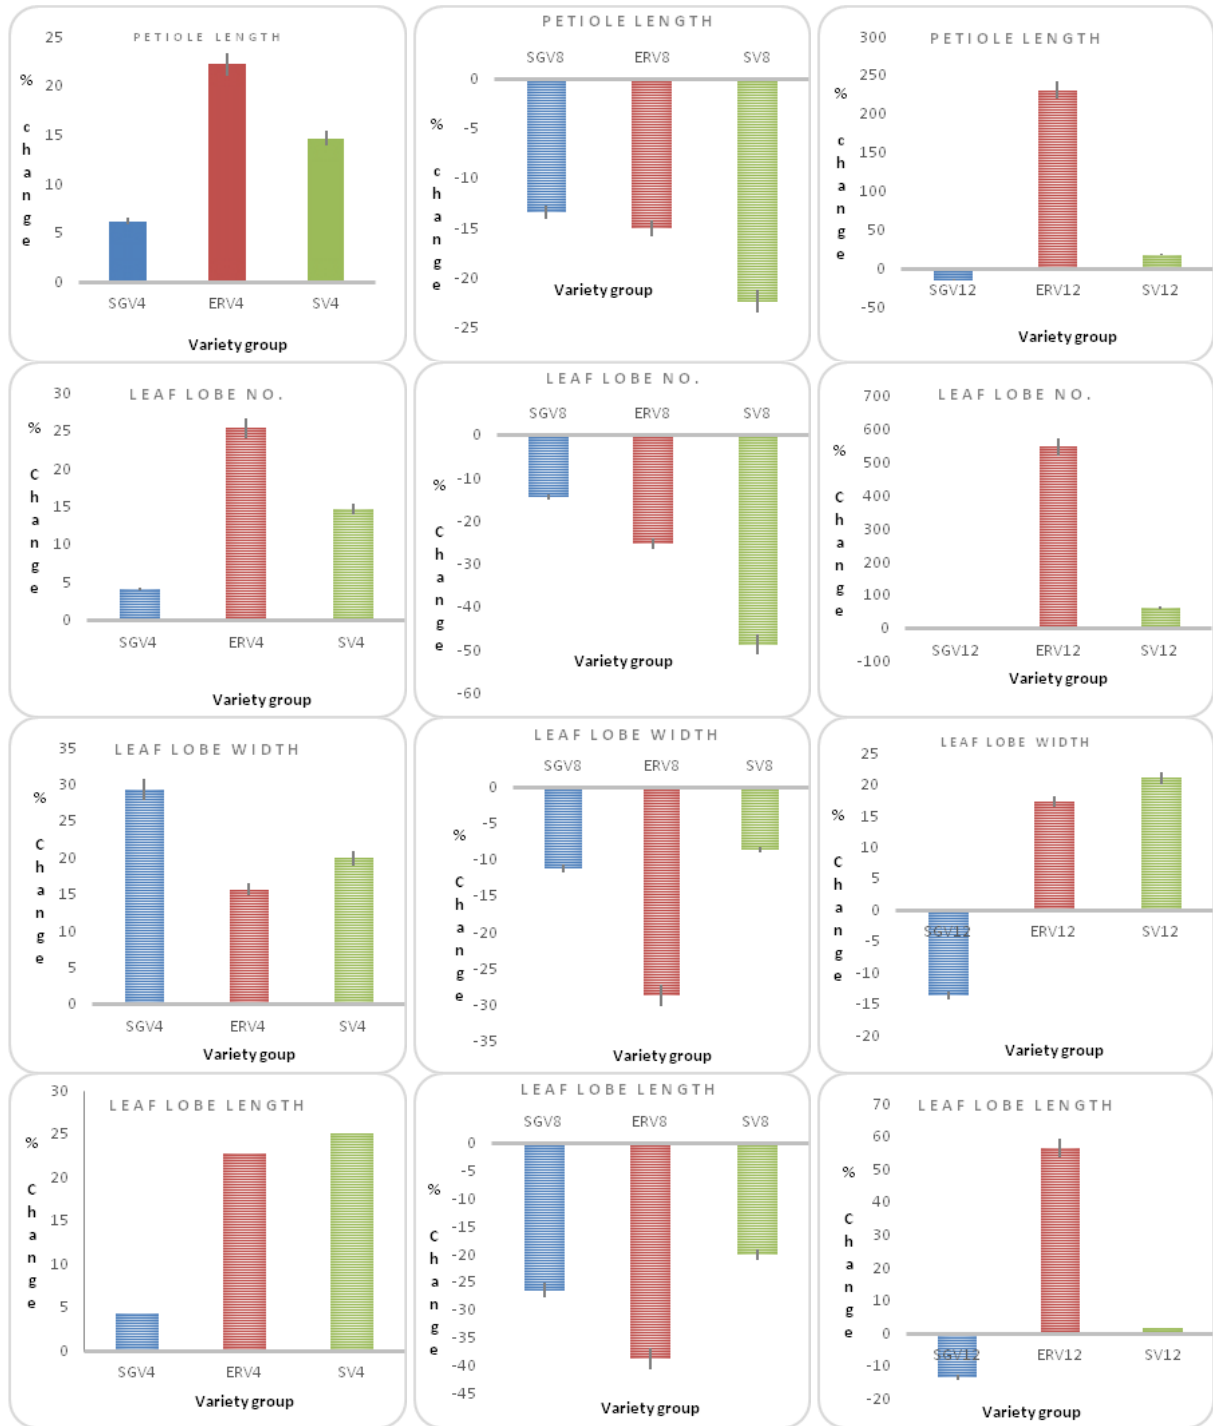 PETIOLE LENGTH
25
20
15
10
5
0
% change
SGV4 ERV4 SV4
Variety group
PETIOLE LENGTH
SGV8 ERV8 SV8
0
-5
-10
-15
-20
-25
% change
Variety group
PETIOLE LENGTH
300
250
200
150
100
50
0
-50
% change
SGV12 ERV12 SV12
Variety group
LEAF LOBE NO.
30
25
20
15
10
5
0
% Change
SGV4 ERV4 SV4
Variety group
LEAF LOBE NO.
SGV8 ERV8 SV8
0
-10
-20
-30
-40
-50
-60
% Change
Variety group
LEAF LOBE NO.
700
600
500
400
300
200
100
0
-100
% Change
SGV12 ERV12 SV12
Variety group
LEAF LOBE WIDTH
35
30
25
20
15
10
5
0
% Change
SGV4 ERV4 SV4
Variety goup
LEAF LOBE WIDTH
SGV8 ERV8 SV8
0
-5
-10
-15
-20
-25
-30
-35
% Change
Variety group
LEAF LOBE WIDTH
25
20
15
10
5
0
-5
-10
-15
-20
% Change
SGV12 ERV12 SV12
Variety group
LEAF LOBE LENGTH
30
25
20
15
10
5
0
% Change
SGV4 ERV4 SV4
Variety group
LEAF LOBE LENGTH
SGV8 ERV8 SV8
0
-5
-10
-15
-20
-25
-30
-35
-40
-45
% Change
Variety group
LEAF LOBE LENGTH
70
60
50
40
30
20
10
0
-10
-20
% Change
SGV12 ERV12 SV12
Variety group